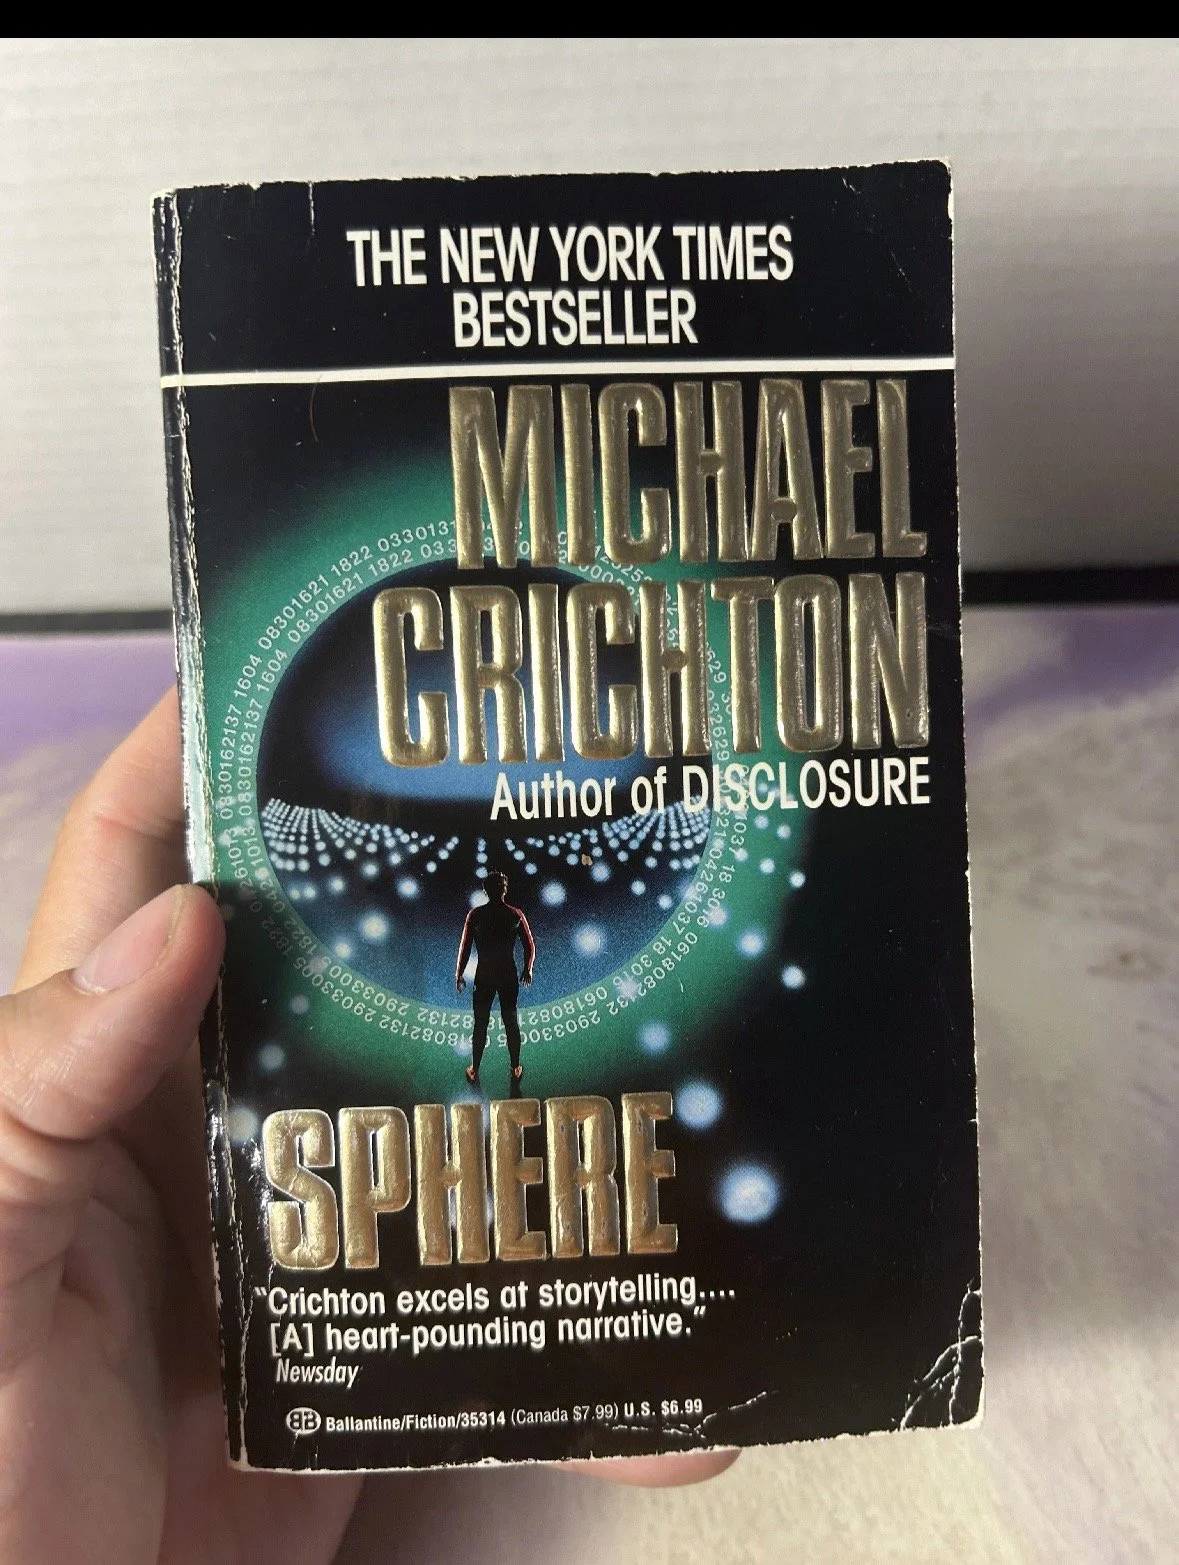 THE NEW YORK TIMES
BESTSELLER
MICHAEL
CRICHTON
Author of DISCLOSURE
SPHERE
"Crichton excels at storytelling....
[A] heart-pounding narrative."
Newsday
BB Ballantine/Fiction/35314 (Canada $7.99) U.S. $6.99